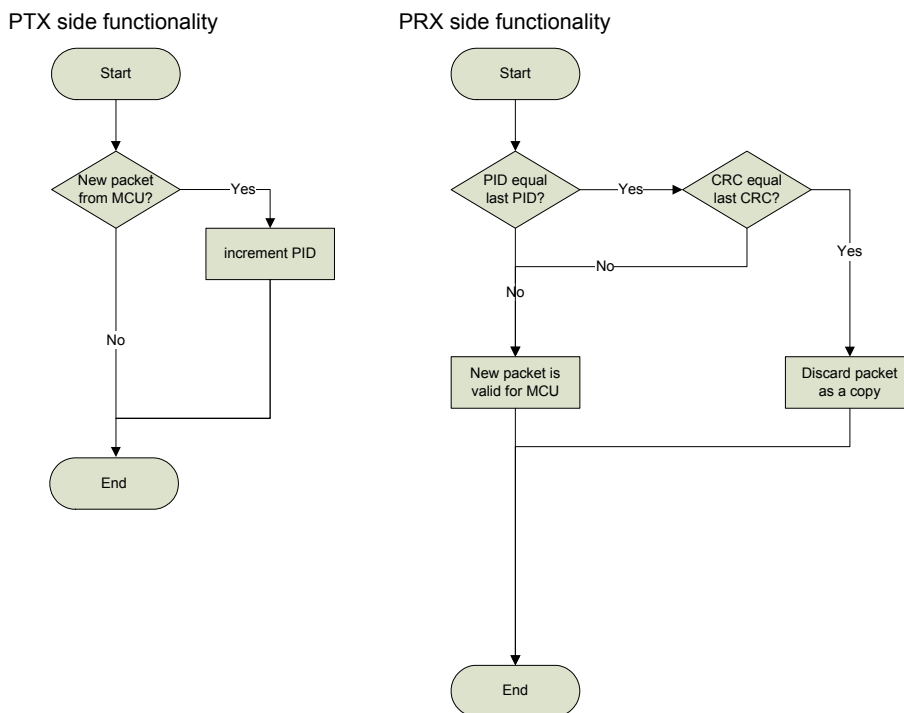 PTX side functionality
Start
New packet
from MCU?
Yes
increment PID
No
End
PRX side functionality
Start
PID equal
last PID?
Yes
CRC equal
last CRC?
No
Yes
No
New packet is
valid for MCU
Discard packet
as a copy
End